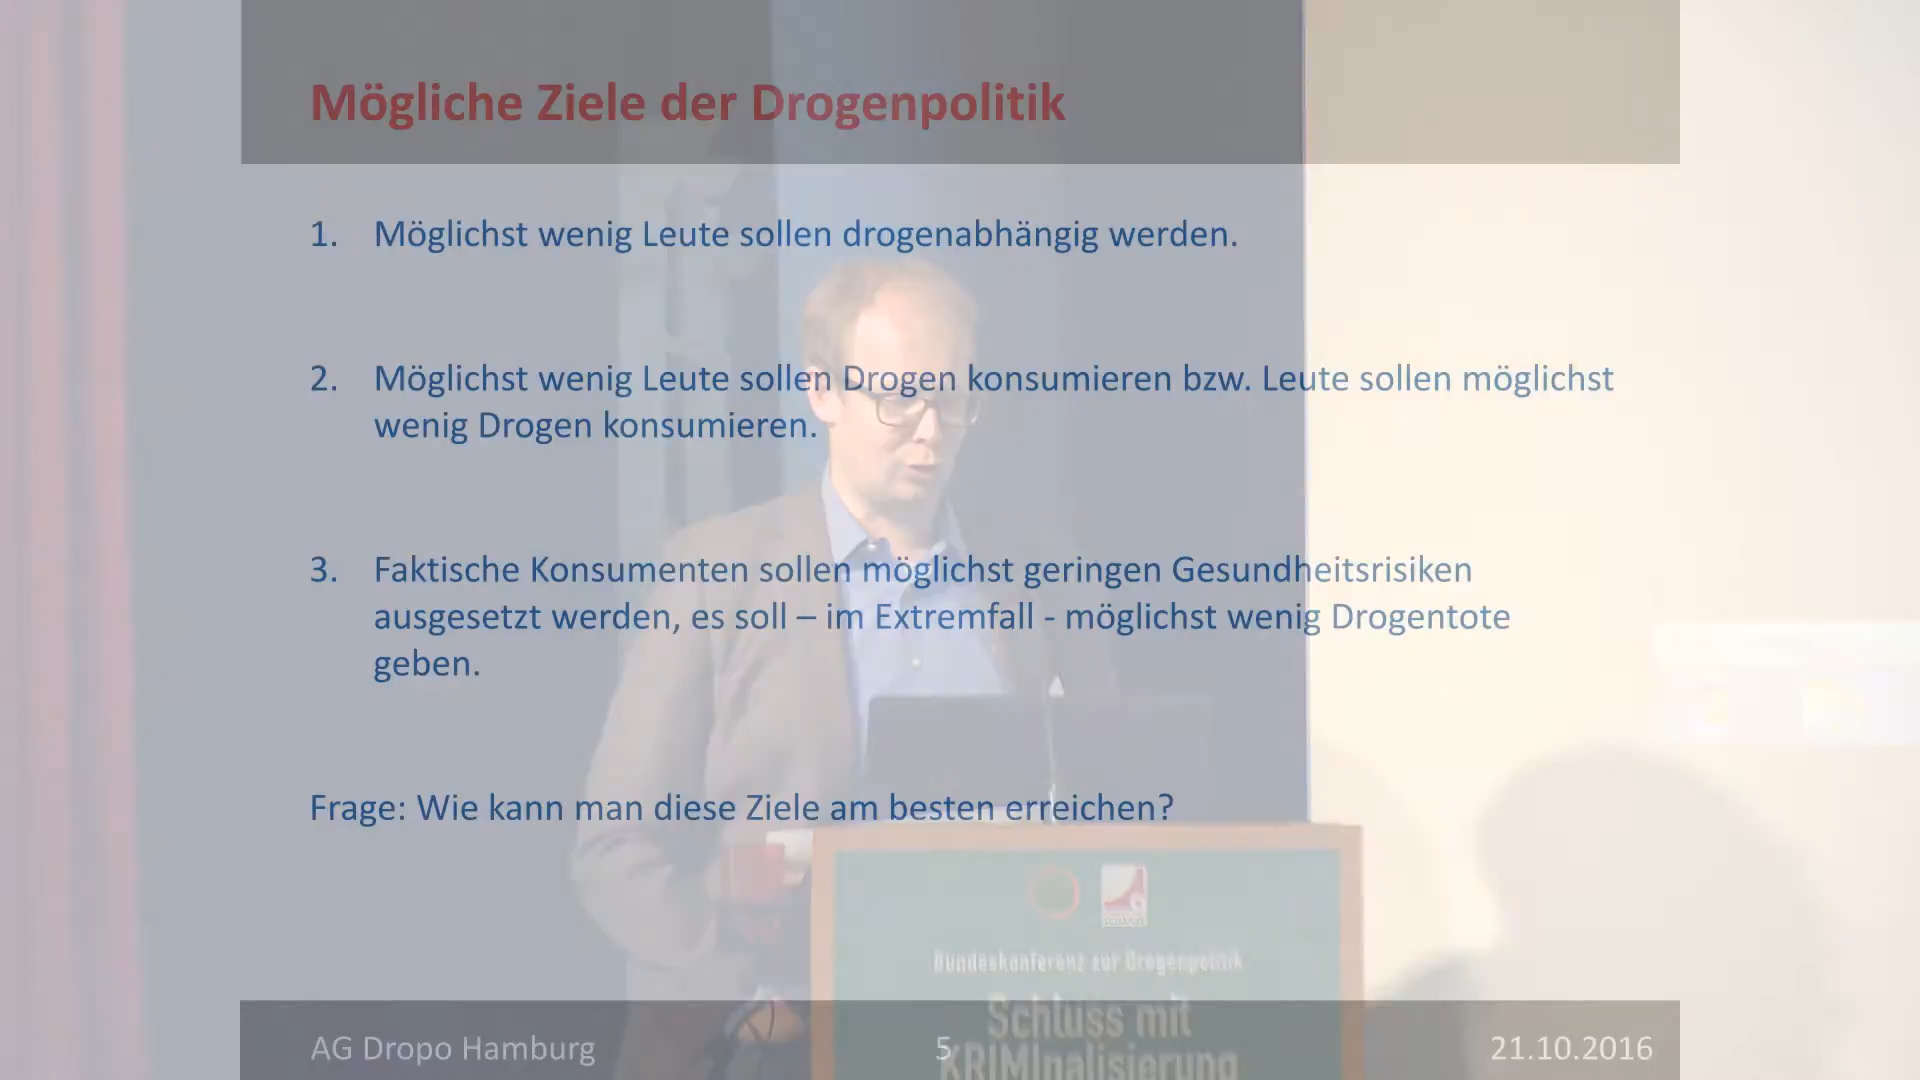 Mögliche Ziele der Drogenpolitik
1. Möglichst wenig Leute sollen drogenabhängig werden.
2. Möglichst wenig Leute sollen Drogen konsumieren bzw. Leute sollen möglichst
wenig Drogen konsumieren.
3. Faktische Konsumenten sollen möglichst geringen Gesundheitsrisiken
ausgesetzt werden, es soll – im Extremfall - möglichst wenig Drogentote
geben.
Frage: Wie kann man diese Ziele am besten erreichen?
Bundeskonferenz zur Drogenpolitik
Schluss mit
KRIMInalisierung
AG Dropo Hamburg 5 21.10.2016